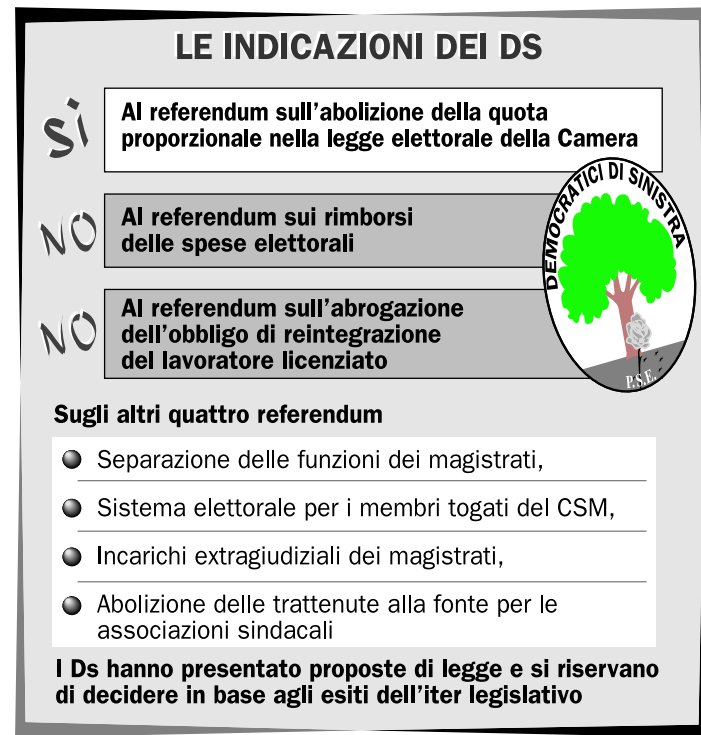 LE INDICAZIONI DEI DS
Sì
Al referendum sull'abolizione della quota
proporzionale nella legge elettorale della Camera
NO
Al referendum sui rimborsi
delle spese elettorali
NO
Al referendum sull'abrogazione
dell'obbligo di reintegrazione
del lavoratore licenziato
DEMOCRATICI DI SINISTRA
P.S.E.
Sugli altri quattro referendum
Separazione delle funzioni dei magistrati,
Sistema elettorale per i membri togati del CSM,
Incarichi extragiudiziali dei magistrati,
Abolizione delle trattenute alla fonte per le
associazioni sindacali
I Ds hanno presentato proposte di legge e si riservano
di decidere in base agli esiti dell'iter legislativo